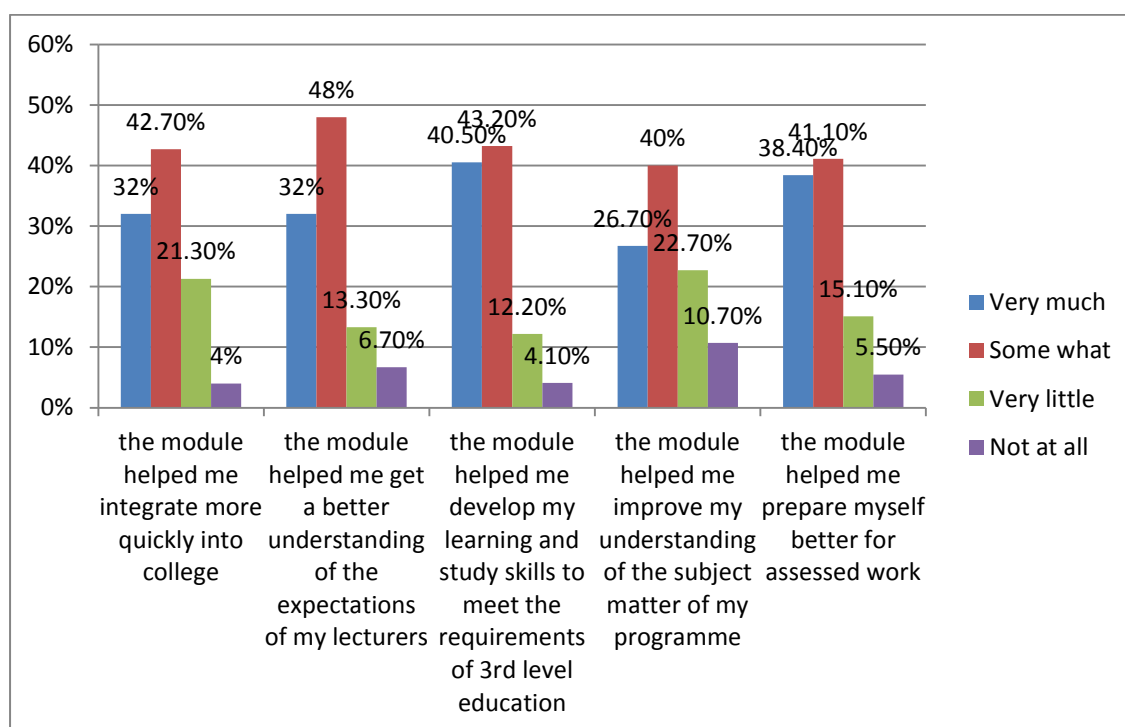 60%
50%
40%
30%
20%
10%
0%
32%
42.70%
21.30%
4%
32%
48%
13.30%
6.70%
40.50%
43.20%
12.20%
4.10%
26.70%
40%
22.70%
10.70%
38.40%
41.10%
15.10%
5.50%
the module
helped me
integrate more
quickly into
college
the module
helped me get
a better
understanding
of the
expectations
of my lecturers
the module
helped me
develop my
learning and
study skills to
meet the
requirements
of 3rd level
education
the module
helped me
improve my
understanding
of the subject
matter of my
programme
the module
helped me
prepare myself
better for
assessed work
Very much
Some what
Very little
Not at all